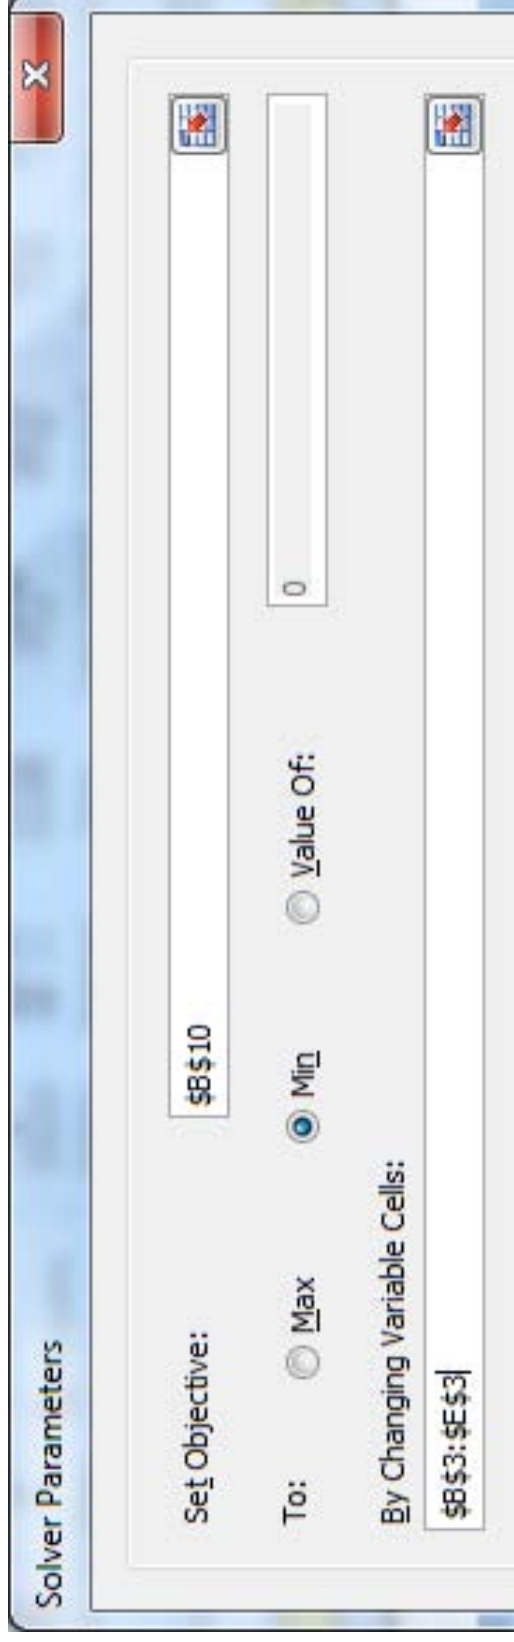 Solver Parameters
Set Objective: $B$10
To: Max Min Value Of: 0
By Changing Variable Cells:
$B$3:$E$3